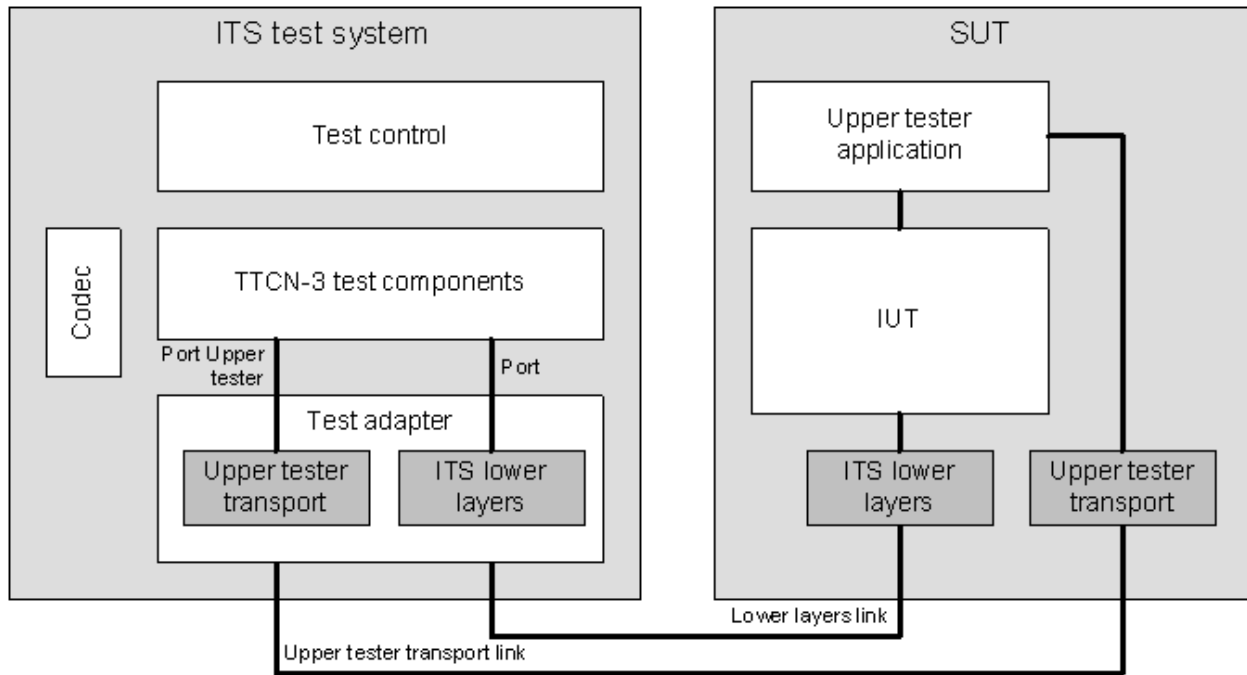 ITS test system
Test control
Codec
TTCN-3 test components
Port Upper
tester
Port
Test adapter
Upper tester
transport
ITS lower
layers
SUT
Upper tester
application
IUT
ITS lower
layers
Upper tester
transport
Lower layers link
Upper tester transport link